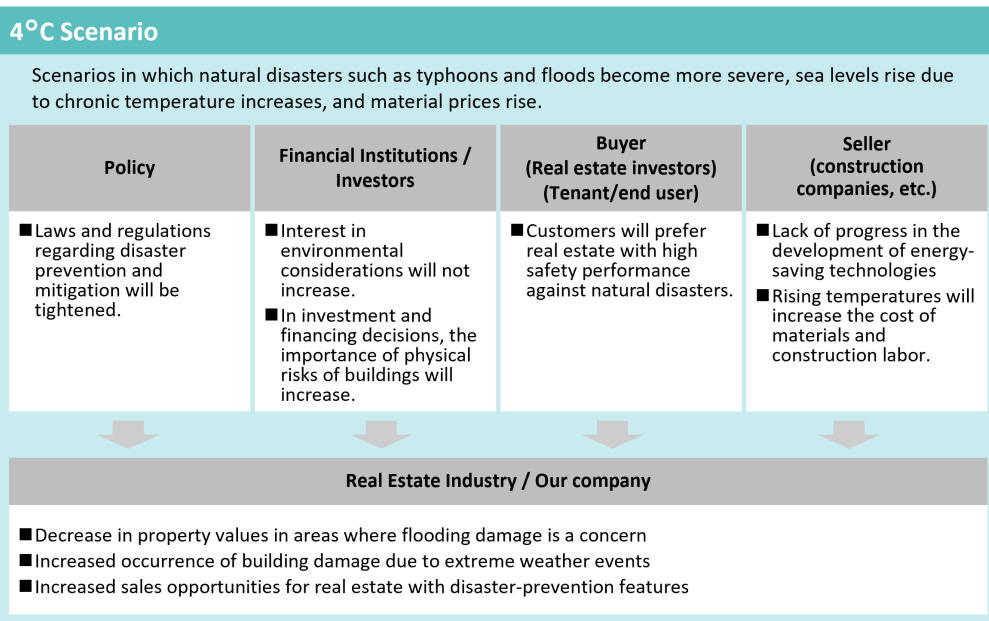 4°C Scenario
Scenarios in which natural disasters such as typhoons and floods become more severe, sea levels rise due
to chronic temperature increases, and material prices rise.
Policy
■Laws and regulations
regarding disaster
prevention and
mitigation will be
tightened.
Financial Institutions /
Investors
■Interest in
environmental
considerations will not
increase.
■In investment and
financing decisions, the
importance of physical
risks of buildings will
increase.
Buyer
(Real estate investors)
(Tenant/end user)
■Customers will prefer
real estate with high
safety performance
against natural disasters.
Seller
(construction
companies, etc.)
■Lack of progress in the
development of energy-
saving technologies
■Rising temperatures will
increase the cost of
materials and
construction labor.
Real Estate Industry / Our company
■Decrease in property values in areas where flooding damage is a concern
■Increased occurrence of building damage due to extreme weather events
■Increased sales opportunities for real estate with disaster-prevention features